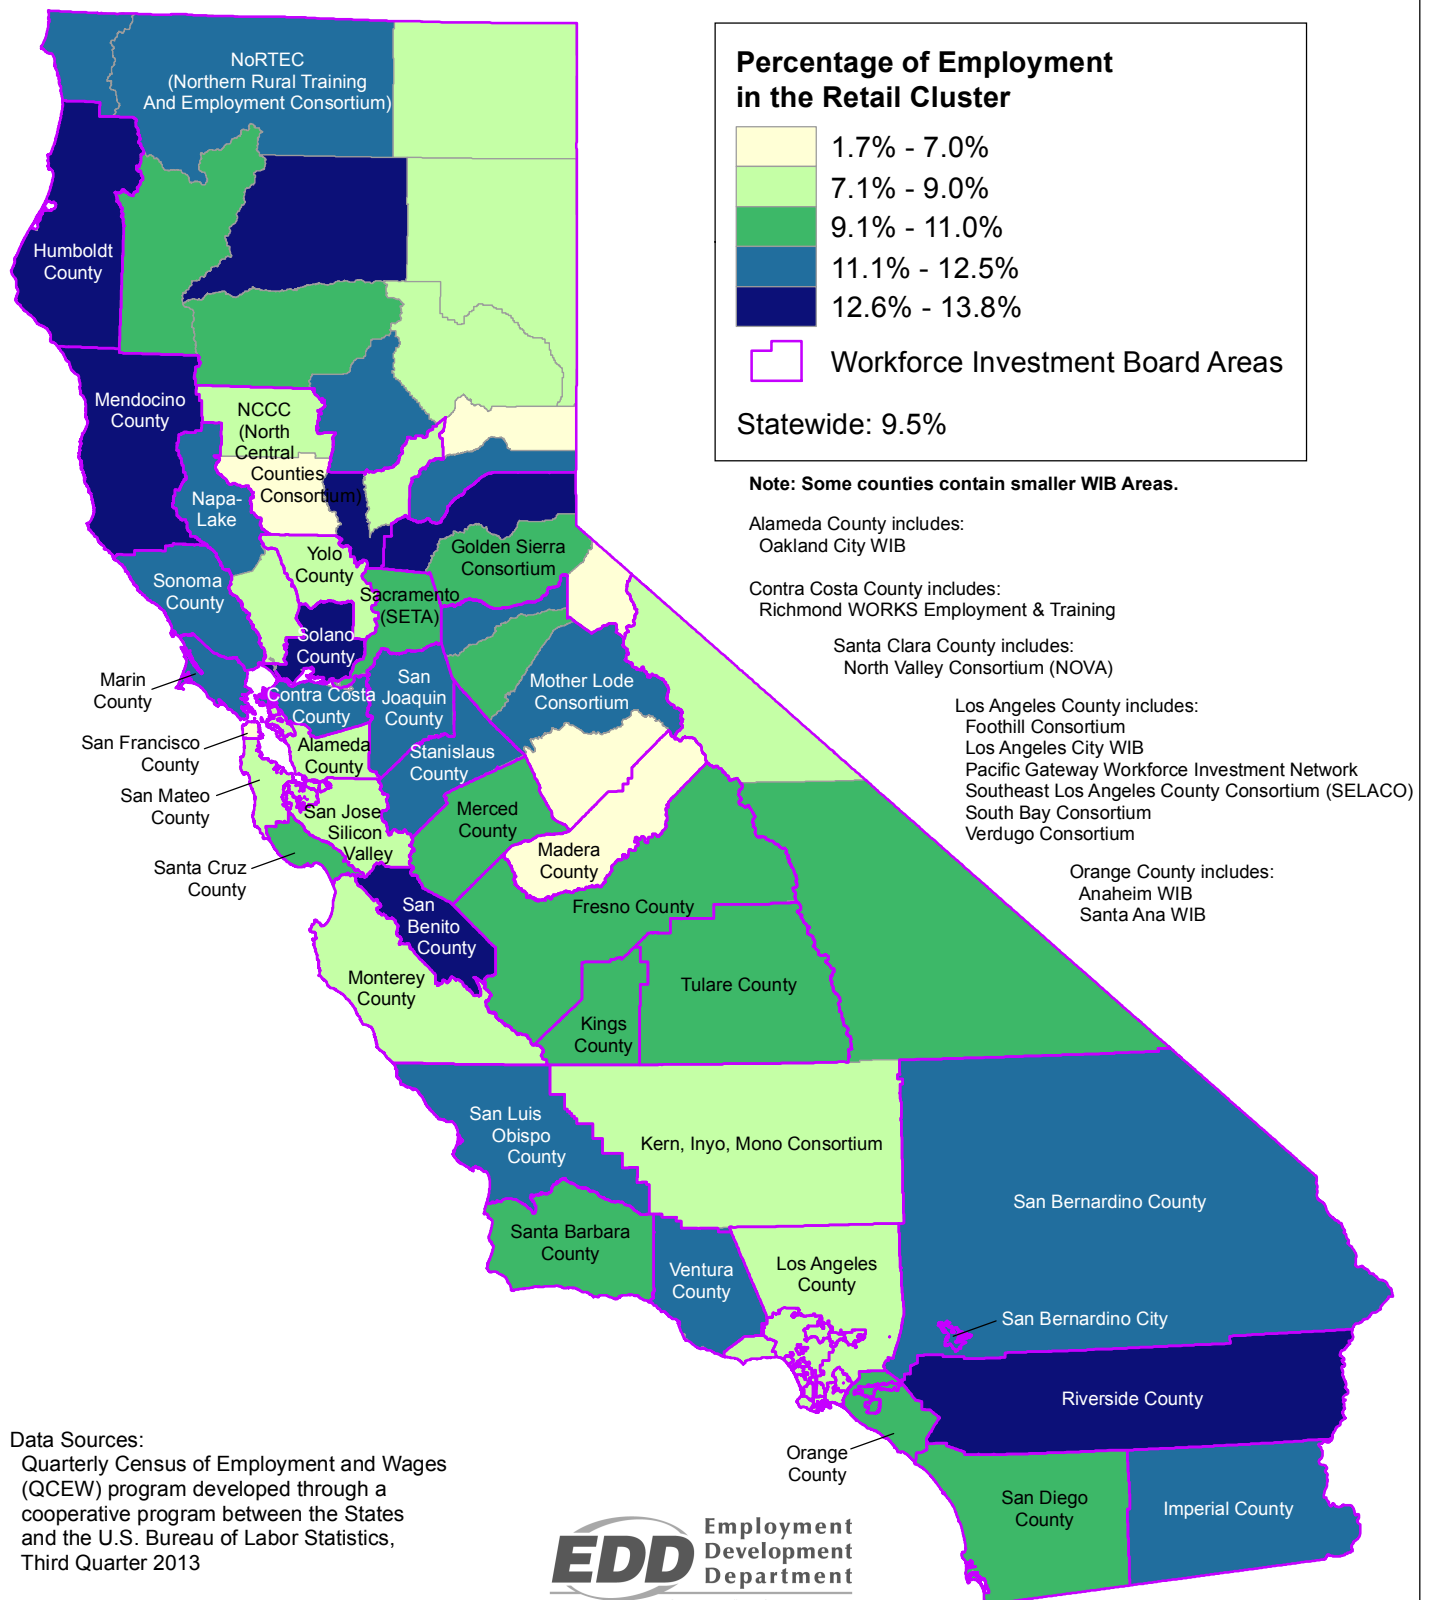 Percentage of Employment
in the Retail Cluster
1.7% - 7.0%
7.1% - 9.0%
9.1% - 11.0%
11.1% - 12.5%
12.6% - 13.8%
Workforce Investment Board Areas
Statewide: 9.5%
Note: Some counties contain smaller WIB Areas.
Alameda County includes:
Oakland City WIB
Contra Costa County includes:
Richmond WORKS Employment & Training
Santa Clara County includes:
North Valley Consortium (NOVA)
Los Angeles County includes:
Foothill Consortium
Los Angeles City WIB
Pacific Gateway Workforce Investment Network
Southeast Los Angeles County Consortium (SELACO)
South Bay Consortium
Verdugo Consortium
Orange County includes:
Anaheim WIB
Santa Ana WIB
NoRTEC
(Northern Rural Training
And Employment Consortium)
Humboldt
County
Mendocino
County
NCCC
(North
Central
Counties
Consortium)
Napa-
Lake
Yolo
County
Golden Sierra
Consortium
Sonoma
County
Sacramento
(SETA)
Solano
County
Marin
County
Contra Costa
County
San
Joaquin
County
Mother Lode
Consortium
San Francisco
County
Alameda
County
Stanislaus
County
San Mateo
County
San Jose
Silicon
Valley
Merced
County
Madera
County
Santa Cruz
County
San
Benito
County
Fresno County
Monterey
County
Tulare County
Kings
County
San Luis
Obispo
County
Kern, Inyo, Mono Consortium
San Bernardino County
Santa Barbara
County
Ventura
County
Los Angeles
County
San Bernardino City
Riverside County
Orange
County
San Diego
County
Imperial County
Data Sources:
Quarterly Census of Employment and Wages
(QCEW) program developed through a
cooperative program between the States
and the U.S. Bureau of Labor Statistics,
Third Quarter 2013
EDD
Employment
Development
Department